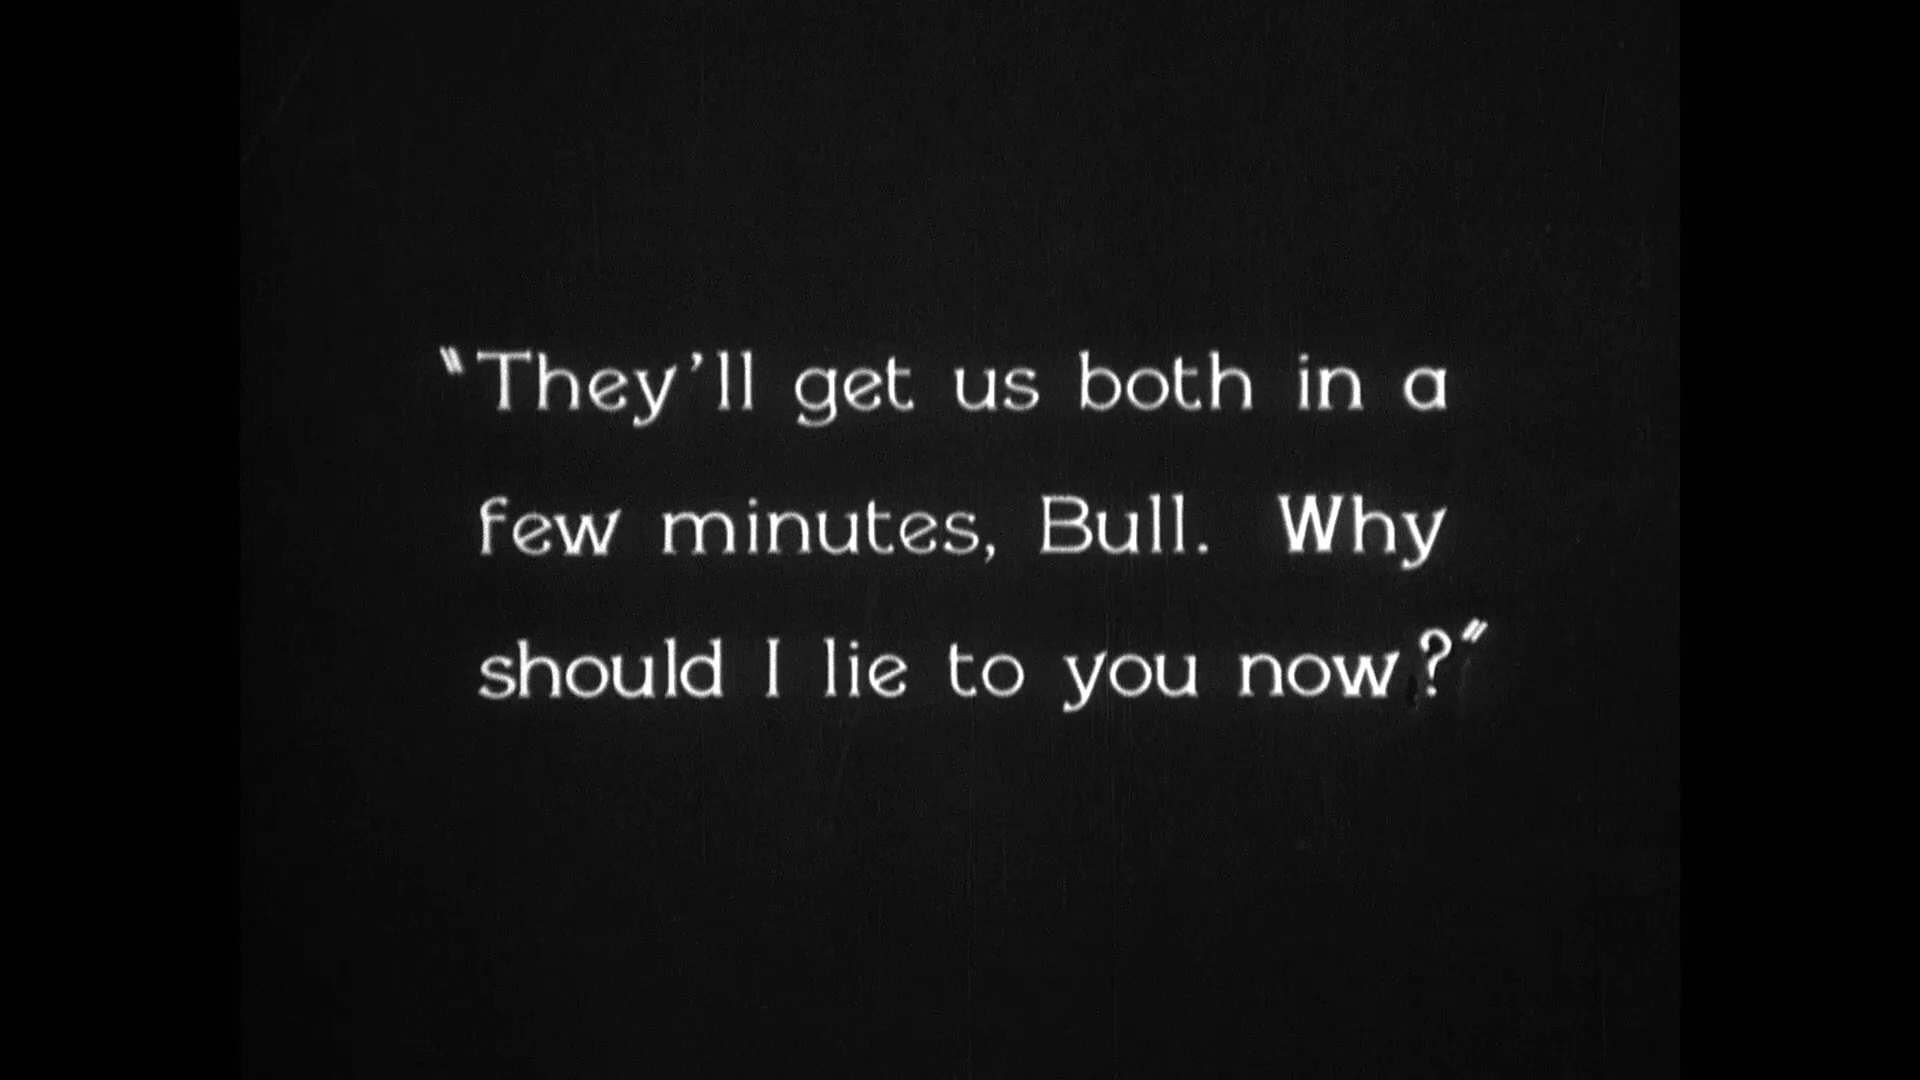 "They'll get us both in a
few minutes, Bull. Why
should I lie to you now?"